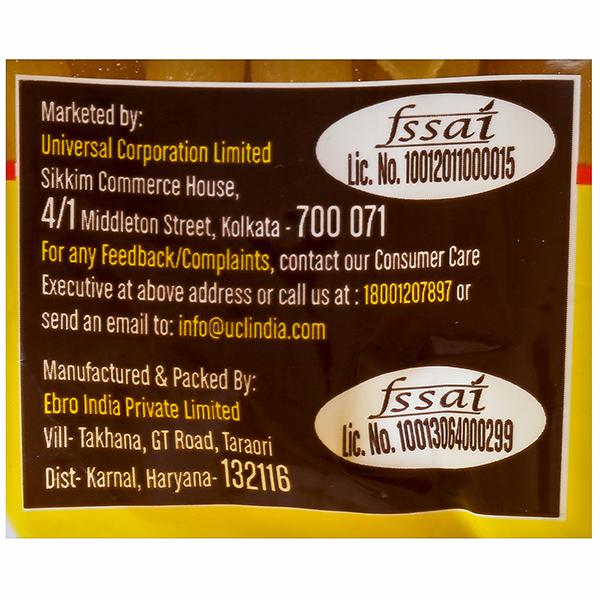 Marketed by:
Universal Corporation Limited
Sikkim Commerce House,
4/1 Middleton Street, Kolkata - 700 071
For any Feedback/Complaints, contact our Consumer Care
Executive at above address or call us at : 18001207897 or
send an email to: info@uclindia.com
fssai
Lic. No. 10012011000015
Manufactured & Packed By:
Ebro India Private Limited
Vill- Takhana, GT Road, Taraori
Dist- Karnal, Haryana- 132116
fssai
Lic. No. 10013064000299